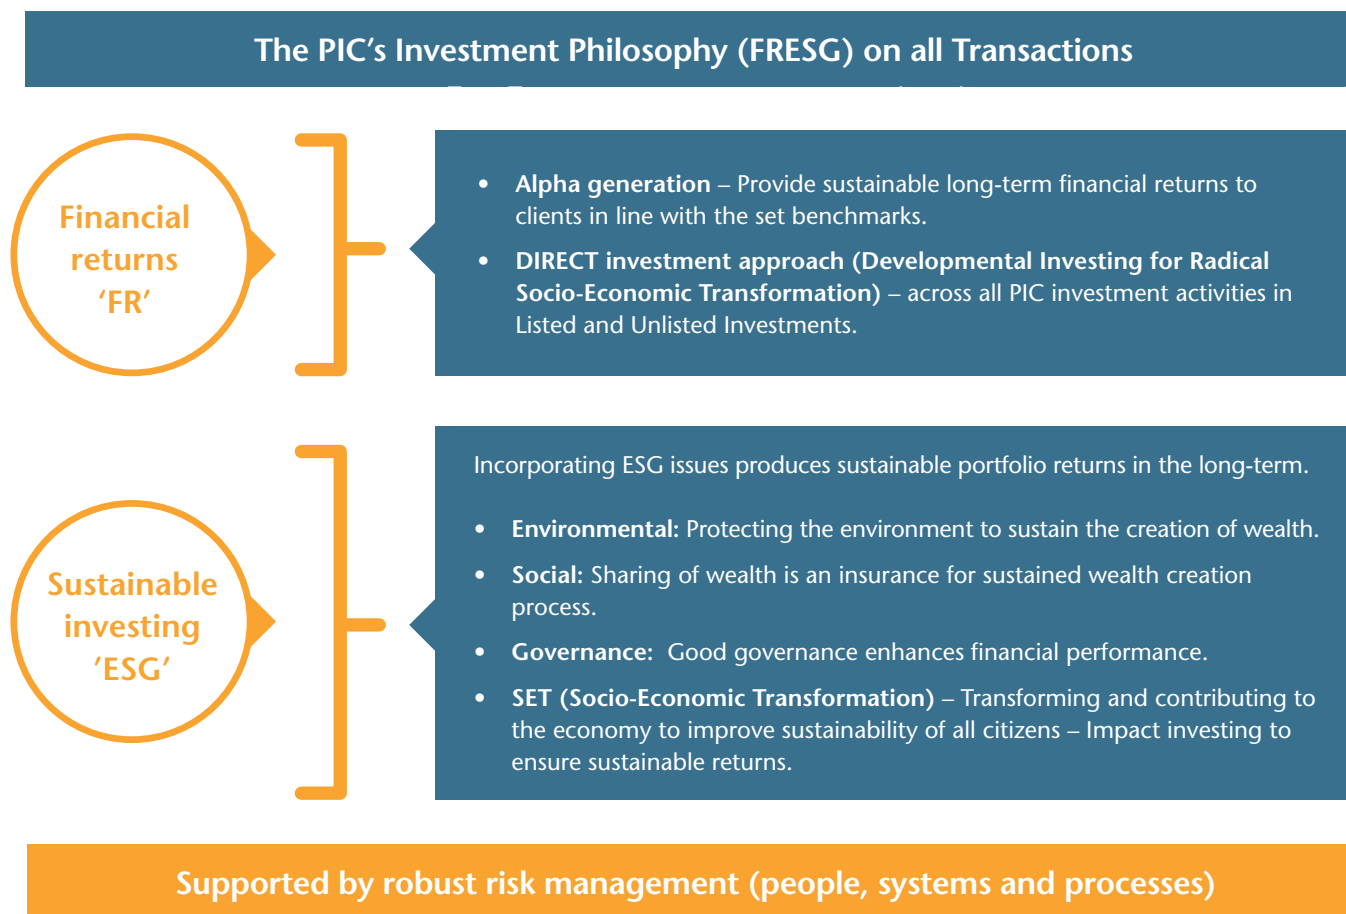 The PIC’s Investment Philosophy (FRESG) on all Transactions
Financial
returns
‘FR’
• Alpha generation – Provide sustainable long-term financial returns to
clients in line with the set benchmarks.
• DIRECT investment approach (Developmental Investing for Radical
Socio-Economic Transformation) – across all PIC investment activities in
Listed and Unlisted Investments.
Sustainable
investing
‘ESG’
Incorporating ESG issues produces sustainable portfolio returns in the long-term.
• Environmental: Protecting the environment to sustain the creation of wealth.
• Social: Sharing of wealth is an insurance for sustained wealth creation
process.
• Governance:  Good governance enhances financial performance.
• SET (Socio-Economic Transformation) – Transforming and contributing to
the economy to improve sustainability of all citizens – Impact investing to
ensure sustainable returns.
Supported by robust risk management (people, systems and processes)